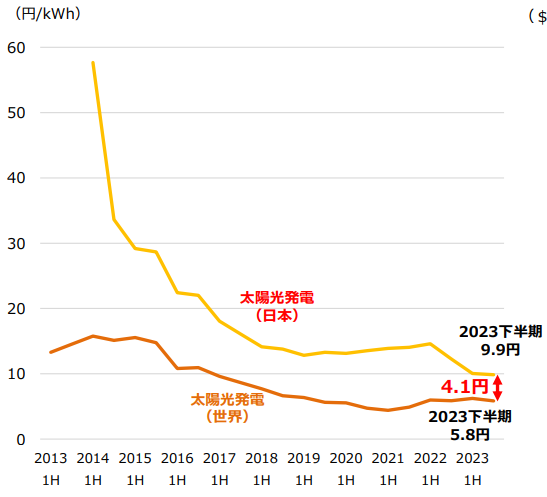 （円/kWh）
（$
60
50
40
30
20
10
0
太陽光発電
（日本）
2023下半期
9.9円
4.1円
太陽光発電
（世界）
2023下半期
5.8円
2013 2014 2015 2016 2017 2018 2019 2020 2021 2022 2023
1H 1H 1H 1H 1H 1H 1H 1H 1H 1H 1H